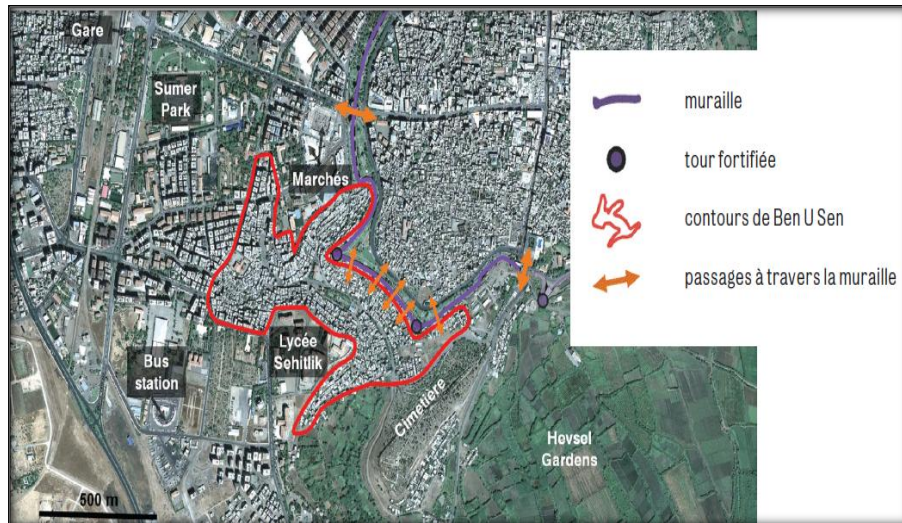 Gare
Sumer
Park
Marchés
Lycée
Sehitlik
Bus
station
Cimetiere
Hevsel
Gardens
500 m
muraille
tour fortifiée
contours de Ben U Sen
passages à travers la muraille